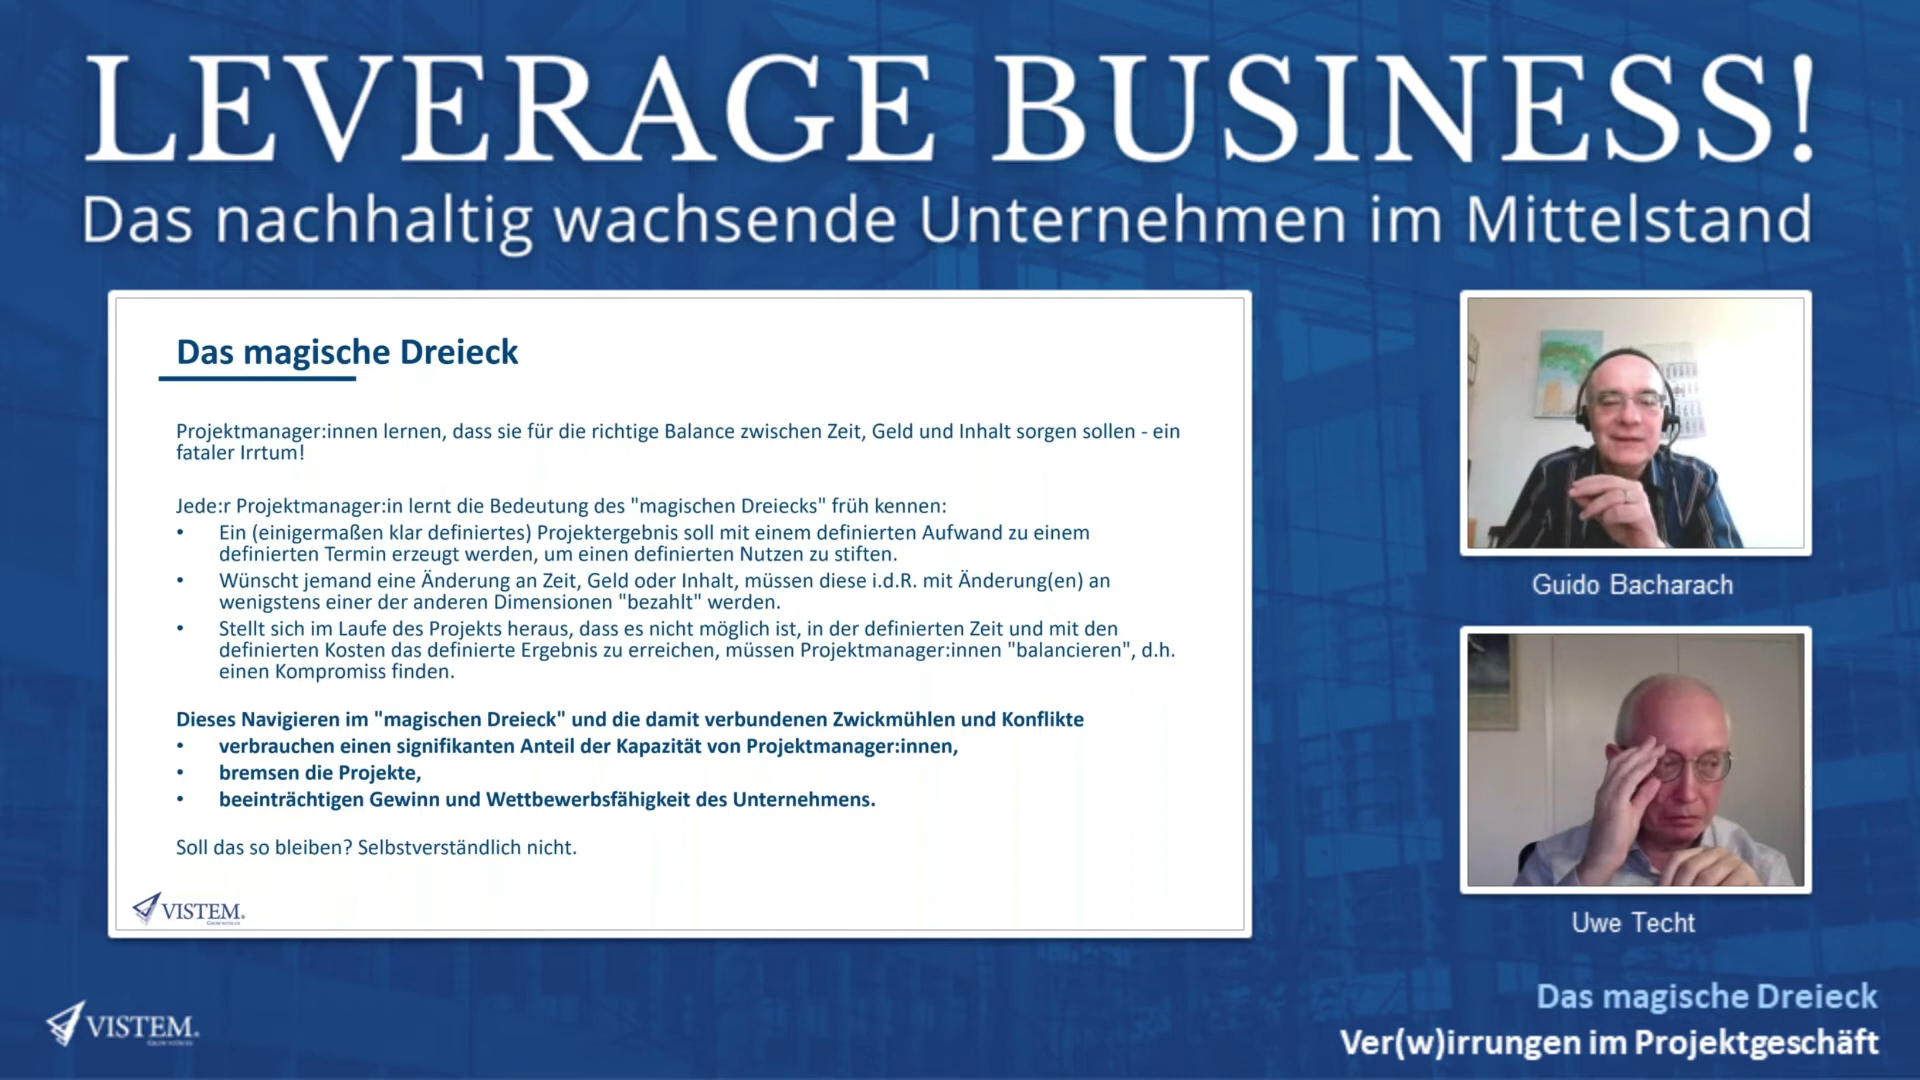 LEVERAGE BUSINESS!
Das nachhaltig wachsende Unternehmen im Mittelstand
Das magische Dreieck
Projektmanager:innen lernen, dass sie für die richtige Balance zwischen Zeit, Geld und Inhalt sorgen sollen - ein
fataler Irrtum!
Jede:r Projektmanager:in lernt die Bedeutung des "magischen Dreiecks" früh kennen:
• Ein (einigermaßen klar definiertes) Projektergebnis soll mit einem definierten Aufwand zu einem
definierten Termin erzeugt werden, um einen definierten Nutzen zu stiften.
• Wünscht jemand eine Änderung an Zeit, Geld oder Inhalt, müssen diese i.d.R. mit Änderung(en) an
wenigstens einer der anderen Dimensionen "bezahlt" werden.
• Stellt sich im Laufe des Projekts heraus, dass es nicht möglich ist, in der definierten Zeit und mit den
definierten Kosten das definierte Ergebnis zu erreichen, müssen Projektmanager:innen "balancieren", d.h.
einen Kompromiss finden.
Dieses Navigieren im "magischen Dreieck" und die damit verbundenen Zwickmühlen und Konflikte
• verbrauchen einen signifikanten Anteil der Kapazität von Projektmanager:innen,
• bremsen die Projekte,
• beeinträchtigen Gewinn und Wettbewerbsfähigkeit des Unternehmens.
Soll das so bleiben? Selbstverständlich nicht.
VISTEM.
Guido Bacharach
Uwe Techt
VISTEM.
Das magische Dreieck
Ver(w)irrungen im Projektgeschäft